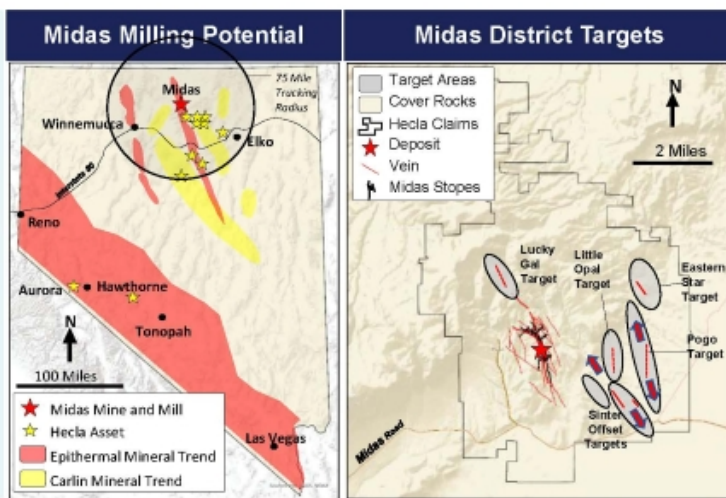 Midas Milling Potential
75 Mile
Trucking
Radius
Midas
Winnemucca
Elko
Interstate 80
Reno
Aurora
Hawthorne
Tonopah
N
100 Miles
Las Vegas
Midas Mine and Mill
Hecla Asset
Epithermal Mineral Trend
Carlin Mineral Trend
Midas District Targets
Target Areas
Cover Rocks
Hecla Claims
Deposit
Vein
Midas Stopes
N
2 Miles
Lucky
Gal
Target
Little
Opal
Target
Eastern
Star
Target
Pogo
Target
Sinter
Offset
Targets
Midas Road